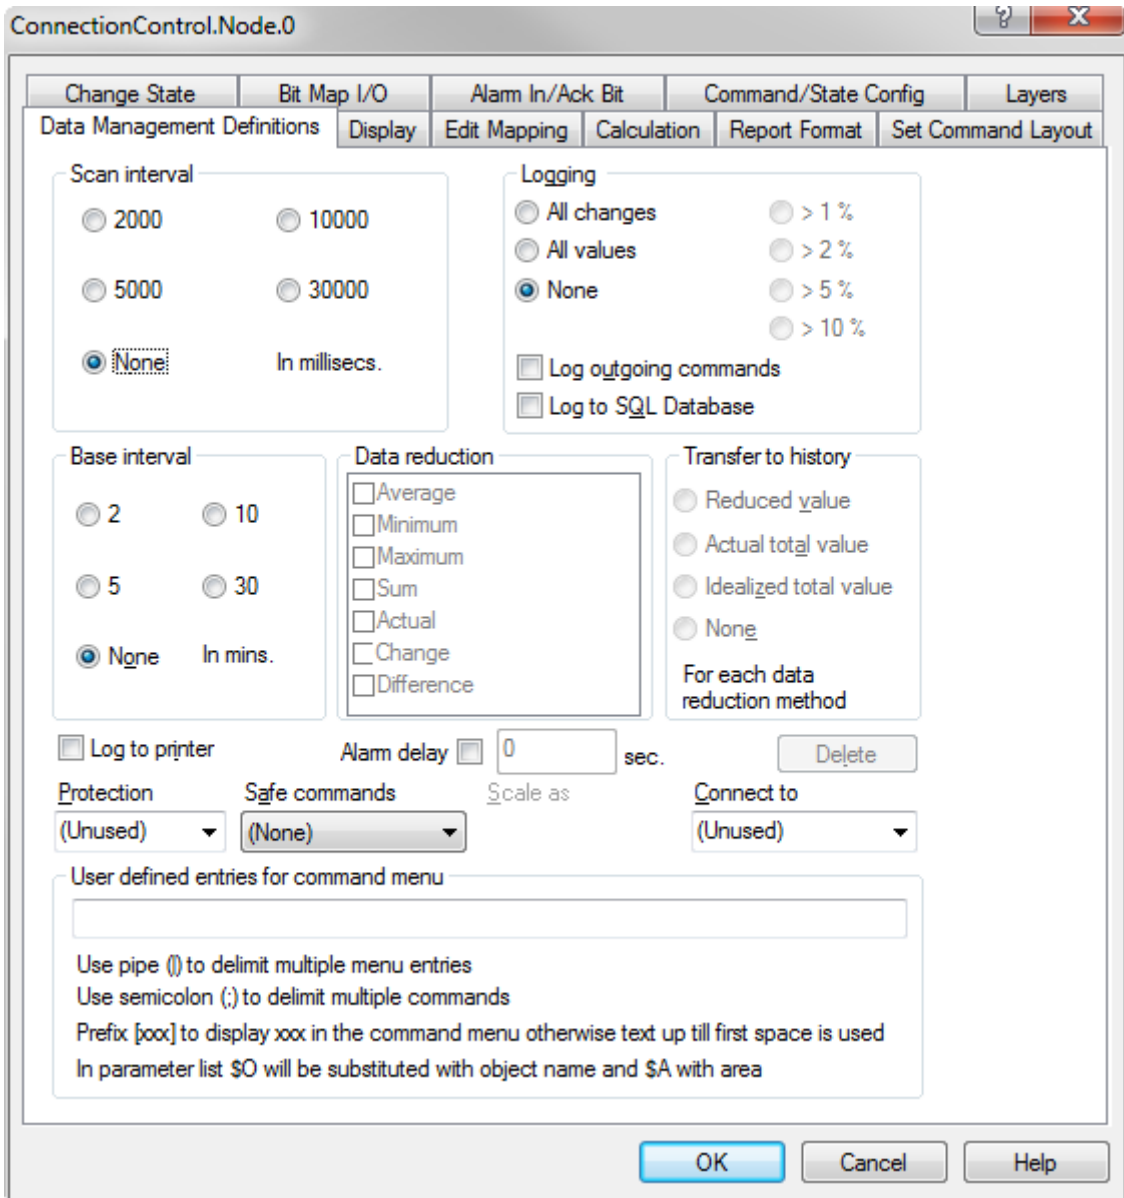 ConnectionControl.Node.0
?
X
Change State Bit Map I/O Alarm In/Ack Bit Command/State Config Layers
Data Management Definitions Display Edit Mapping Calculation Report Format Set Command Layout
Scan interval
2000 10000
5000 30000
None In millisecs.
Logging
All changes > 1 %
All values > 2 %
None > 5 %
> 10 %
Log outgoing commands
Log to SQL Database
Base interval
2 10
5 30
None In mins.
Data reduction
Average
Minimum
Maximum
Sum
Actual
Change
Difference
Transfer to history
Reduced value
Actual total value
Idealized total value
None
For each data
reduction method
Log to printer Alarm delay 0 sec. Delete
Protection Safe commands Scale as Connect to
(Unused) (None) (Unused)
User defined entries for command menu
Use pipe (|) to delimit multiple menu entries
Use semicolon (;) to delimit multiple commands
Prefix [xxx] to display xxx in the command menu otherwise text up till first space is used
In parameter list $O will be substituted with object name and $A with area
OK Cancel Help